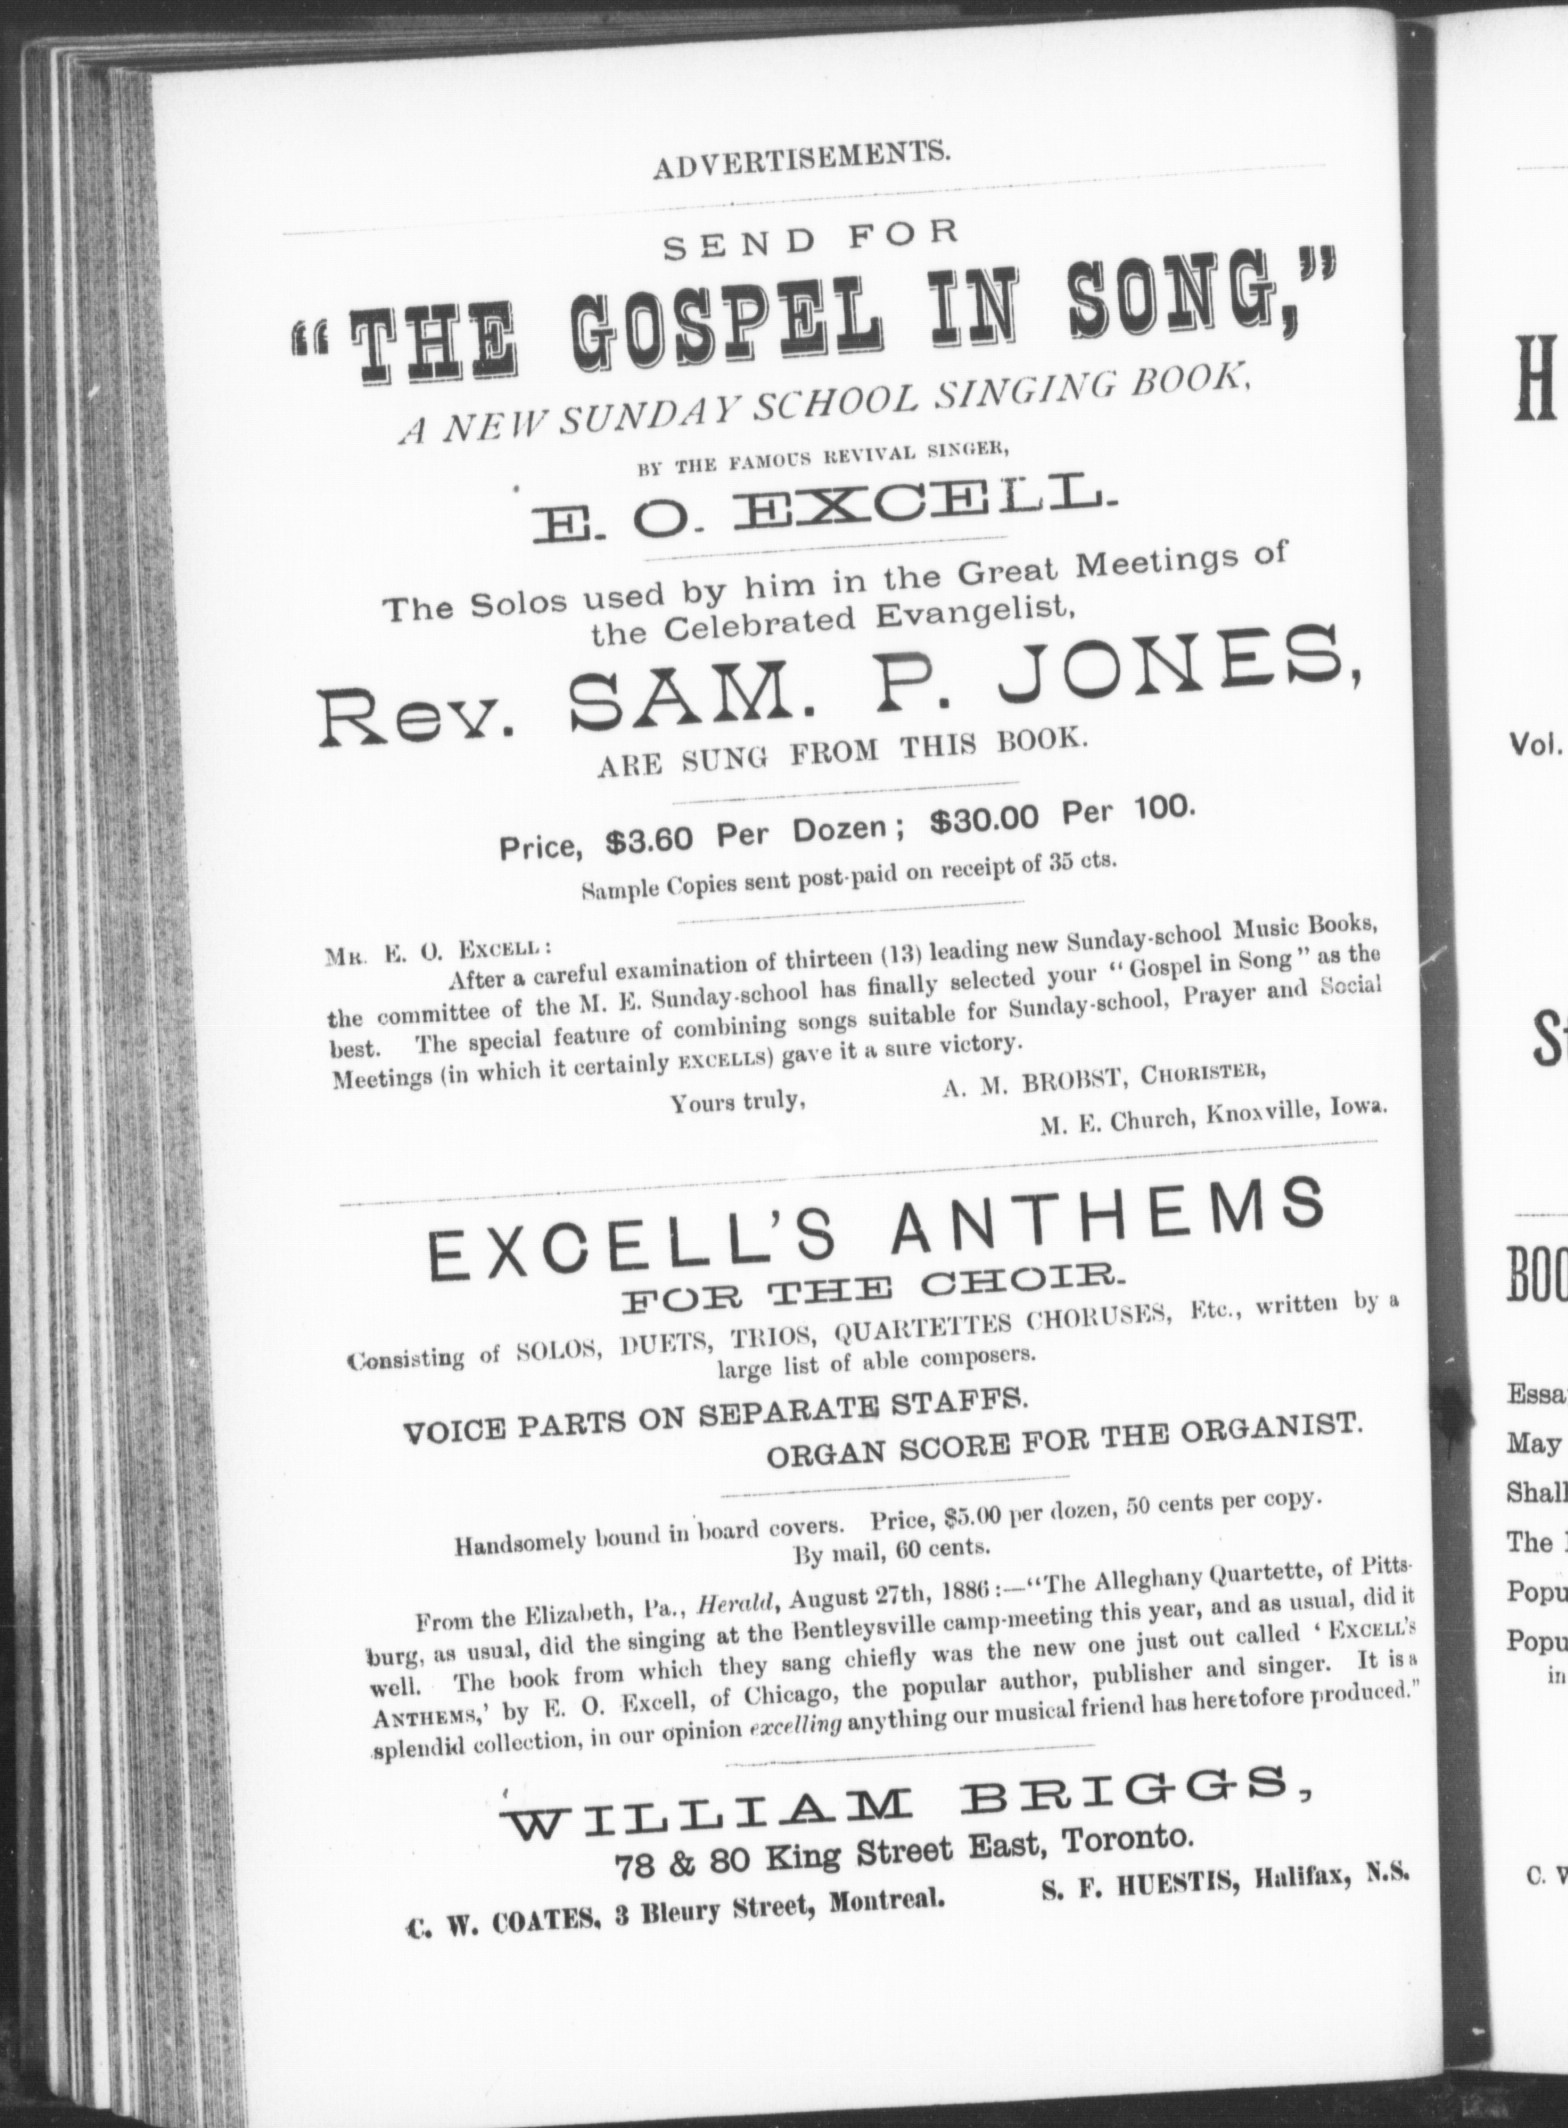 ADVERTISEMENTS.
SEND FOR
“THE GOSPEL IN SONG,”
A NEW SUNDAY SCHOOL SINGING BOOK,
BY THE FAMOUS REVIVAL SINGER,
E. O. EXCELL.
The Solos used by him in the Great Meetings of
the Celebrated Evangelist,
Rev. SAM. P. JONES,
ARE SUNG FROM THIS BOOK.
Price, $3.60 Per Dozen; $30.00 Per 100.
Sample Copies sent post-paid on receipt of 35 cts.
MR. E. O. EXCELL:
After a careful examination of thirteen (13) leading new Sunday-school Music Books,
the committee of the M. E. Sunday-school has finally selected your “Gospel in Song” as the
best. The special feature of combining songs suitable for Sunday-school, Prayer and Social
Meetings (in which it certainly EXCELLS) gave it a sure victory.
Yours truly, A. M. BROBST, CHORISTER,
M. E. Church, Knoxville, Iowa.
EXCELL'S ANTHEMS
FOR THE CHOIR.
Consisting of SOLOS, DUETS, TRIOS, QUARTETTES CHORUSES, Etc., written by a
large list of able composers.
VOICE PARTS ON SEPARATE STAFFS.
ORGAN SCORE FOR THE ORGANIST.
Handsomely bound in board covers. Price, $5.00 per dozen, 50 cents per copy.
By mail, 60 cents.
From the Elizabeth, Pa., Herald, August 27th, 1886:—“The Alleghany Quartette, of Pitts-
burg, as usual, did the singing at the Bentleysville camp-meeting this year, and as usual, did it
well. The book from which they sang chiefly was the new one just out called ‘EXCELL'S
ANTHEMS,’ by E. O. Excell, of Chicago, the popular author, publisher and singer. It is a
splendid collection, in our opinion excelling anything our musical friend has heretofore produced.”
WILLIAM BRIGGS,
78 & 80 King Street East, Toronto.
C. W. COATES, 3 Bleury Street, Montreal. S. F. HUESTIS, Halifax, N.S.
H
Vol.
St
BOO
Essa
May
Shall
The
Popu
Popu
in
C. W